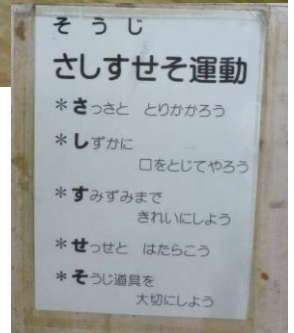 そうじ
さしすせそ運動
＊さっさと とりかかろう
＊しずかに
口をとじてやろう
＊すみずみまで
きれいにしよう
＊せっせと はたらこう
＊そうじ道具を
大切にしよう